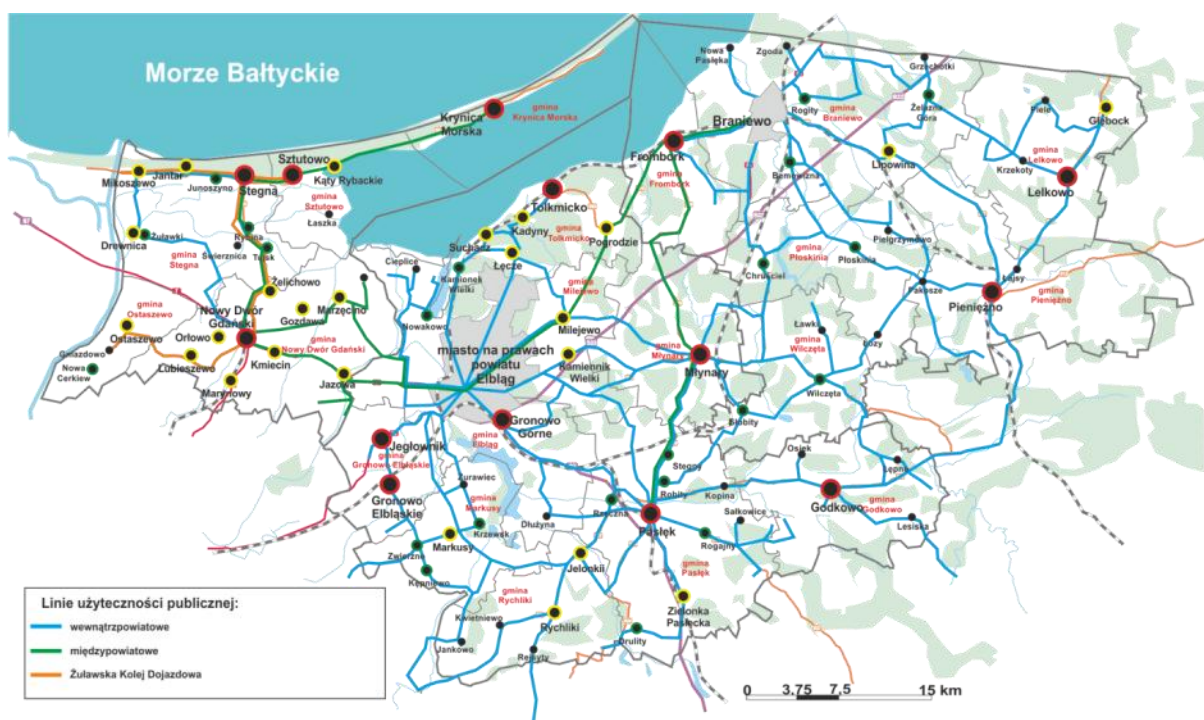 Morze Bałtyckie
Nowa
Pasłęka
Zgoda
Grzechotki
Krynica
Morska
gmina
Krynica Morska
Rogity
gmina
Braniewo
Żelazna
Góra
Piele
Głębock
Braniewo
Frombork
gmina
Frombork
Bemowizna
Lipowina
gmina
Lelkowo
Krzekoty
Lelkowo
Sztutowo
Kąty Rybackie
Mikoszewo
Jantar
Junoszyno
Stegna
gmina
Sztutowo
Łaszka
Tolkmicko
Kadyny
gmina
Tolkmicko
Pogrodzie
Suchacz
Łęcze
Drewnica
Żuławki
Rybina
Świerznica
Tujsk
gmina
Stegna
Cieplice
Kamionek
Wielki
gmina
Milejewo
Pielgrzymowo
gmina
Płoskinia
Płoskinia
Chruściel
Łajsy
Pakosze
Pieniężno
gmina
Pieniężno
Żelichowo
Nowy Dwór
Gdański
Gozdawa
Marzęcino
Nowakowo
gmina
Ostaszewo
Ostaszewo
Orłowo
gmina
Nowy Dwór Gdański
Gniazdowo
Nowa
Cerkiew
Lubieszewo
Kmiecin
Marynowy
Jazowa
Milejewo
miasto na prawach
powiatu
Elbląg
Kamiennik
Wielki
gmina
Młynary
Młynary
Ławki
gmina
Wilczęta
Łozy
Wilczęta
Słobity
Gronowo
Górne
gmina
Elbląg
Jegłownik
gmina
Gronowo Elbląskie
Gronowo
Elbląskie
Żurawiec
gmina
Markusy
Stegny
Robity
Osiek
Łępno
Kopina
Godkowo
gmina
Godkowo
Sałkowice
Lesiska
Dłużyna
Rzeczna
Pasłęk
Rogajny
Krzewsk
Markusy
Zwierzno
Kępniewo
Jelonki
gmina
Pasłęk
gmina
Rychliki
Kwietniewo
Rychliki
Zielonka
Pasłęcka
Drulity
Jankowo
Rejsyty
Linie użyteczności publicznej:
wewnątrzpowiatowe
międzypowiatowe
Żuławska Kolej Dojazdowa
0 3.75 7,5 15 km